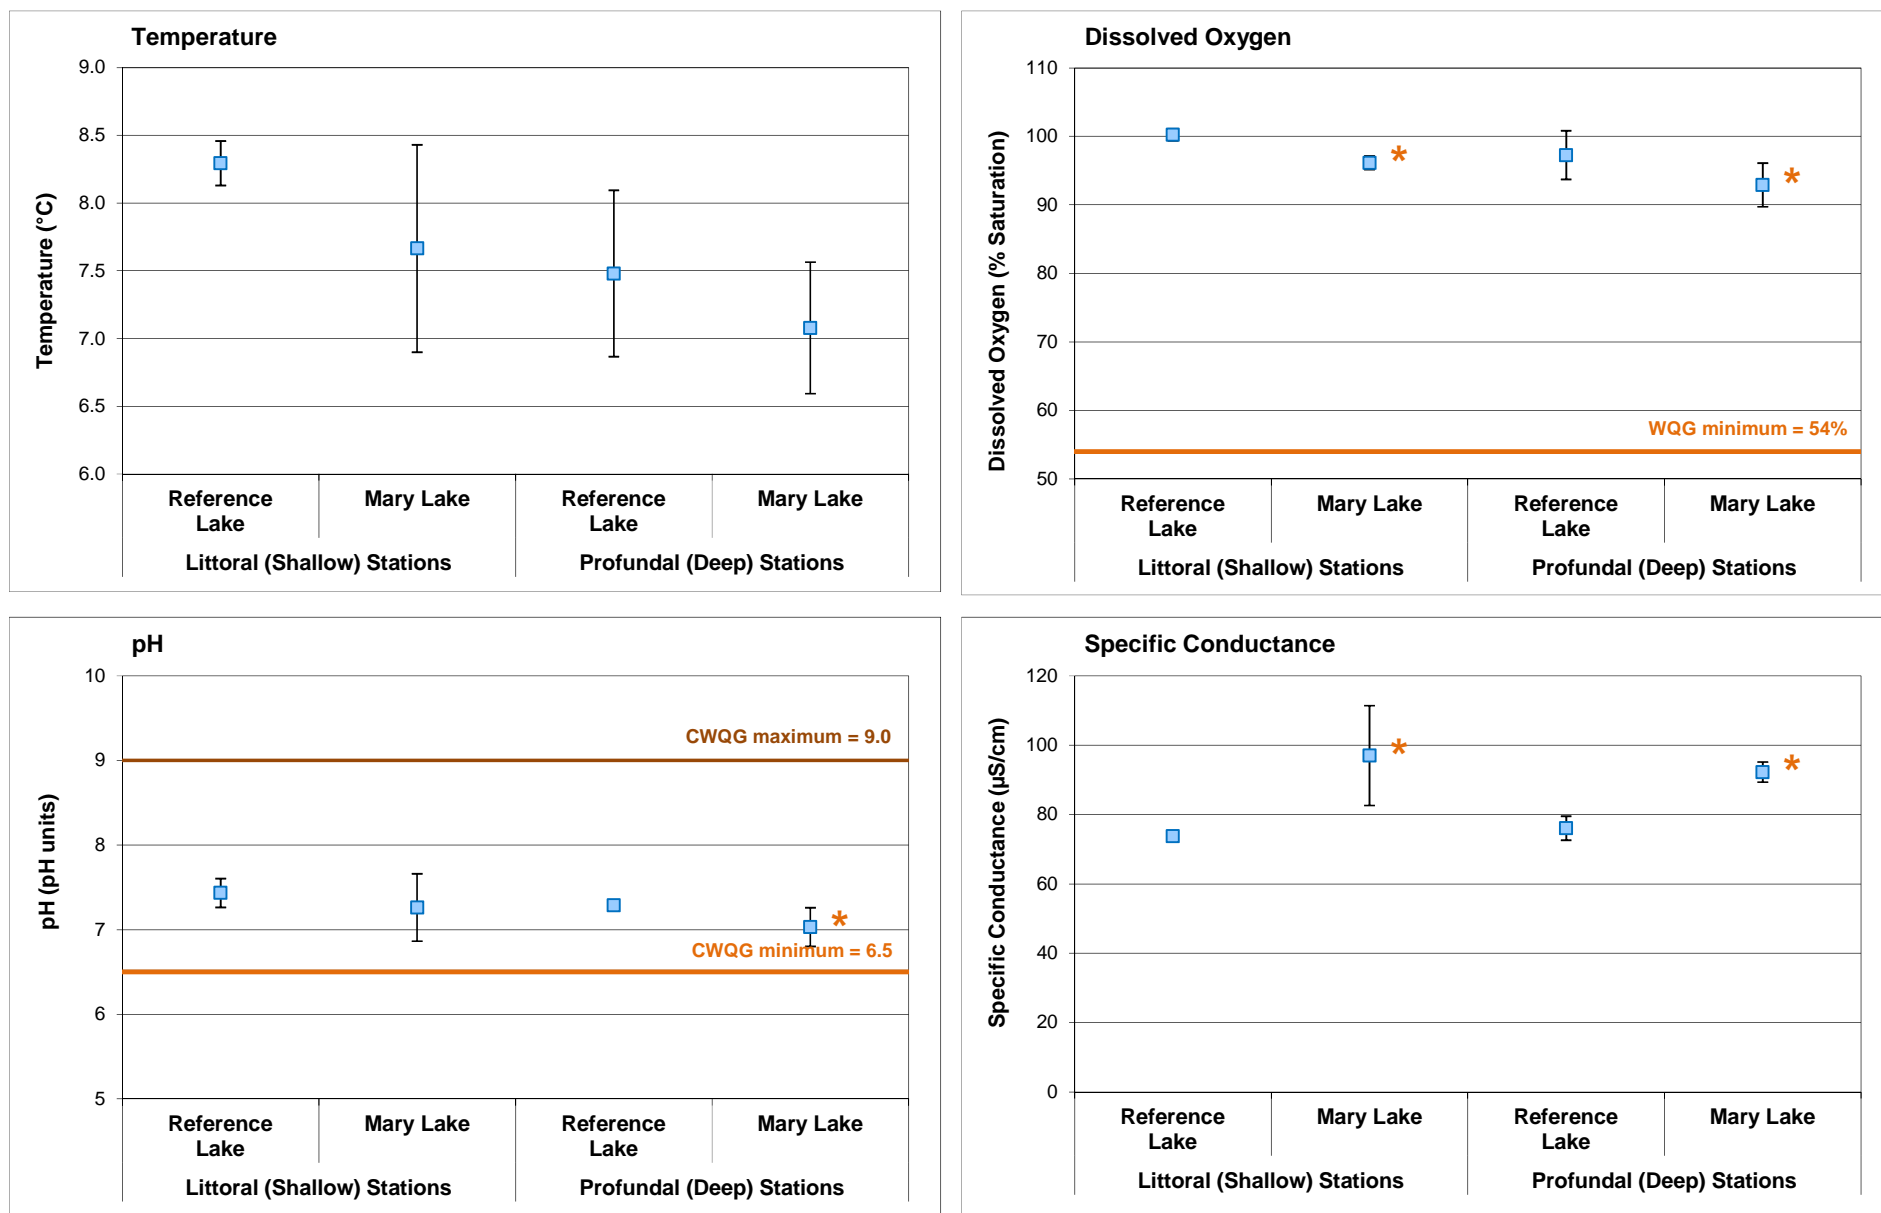 Temperature
Temperature (°C)
9.0
8.5
8.0
7.5
7.0
6.5
6.0
Reference Lake
Mary Lake
Reference Lake
Mary Lake
Littoral (Shallow) Stations
Profundal (Deep) Stations
Dissolved Oxygen
Dissolved Oxygen (% Saturation)
110
100
90
80
70
60
50
*
*
WQG minimum = 54%
Reference Lake
Mary Lake
Reference Lake
Mary Lake
Littoral (Shallow) Stations
Profundal (Deep) Stations
pH
pH (pH units)
10
9
8
7
6
5
CWQG maximum = 9.0
*
CWQG minimum = 6.5
Reference Lake
Mary Lake
Reference Lake
Mary Lake
Littoral (Shallow) Stations
Profundal (Deep) Stations
Specific Conductance
Specific Conductance (µS/cm)
120
100
80
60
40
20
0
*
*
Reference Lake
Mary Lake
Reference Lake
Mary Lake
Littoral (Shallow) Stations
Profundal (Deep) Stations